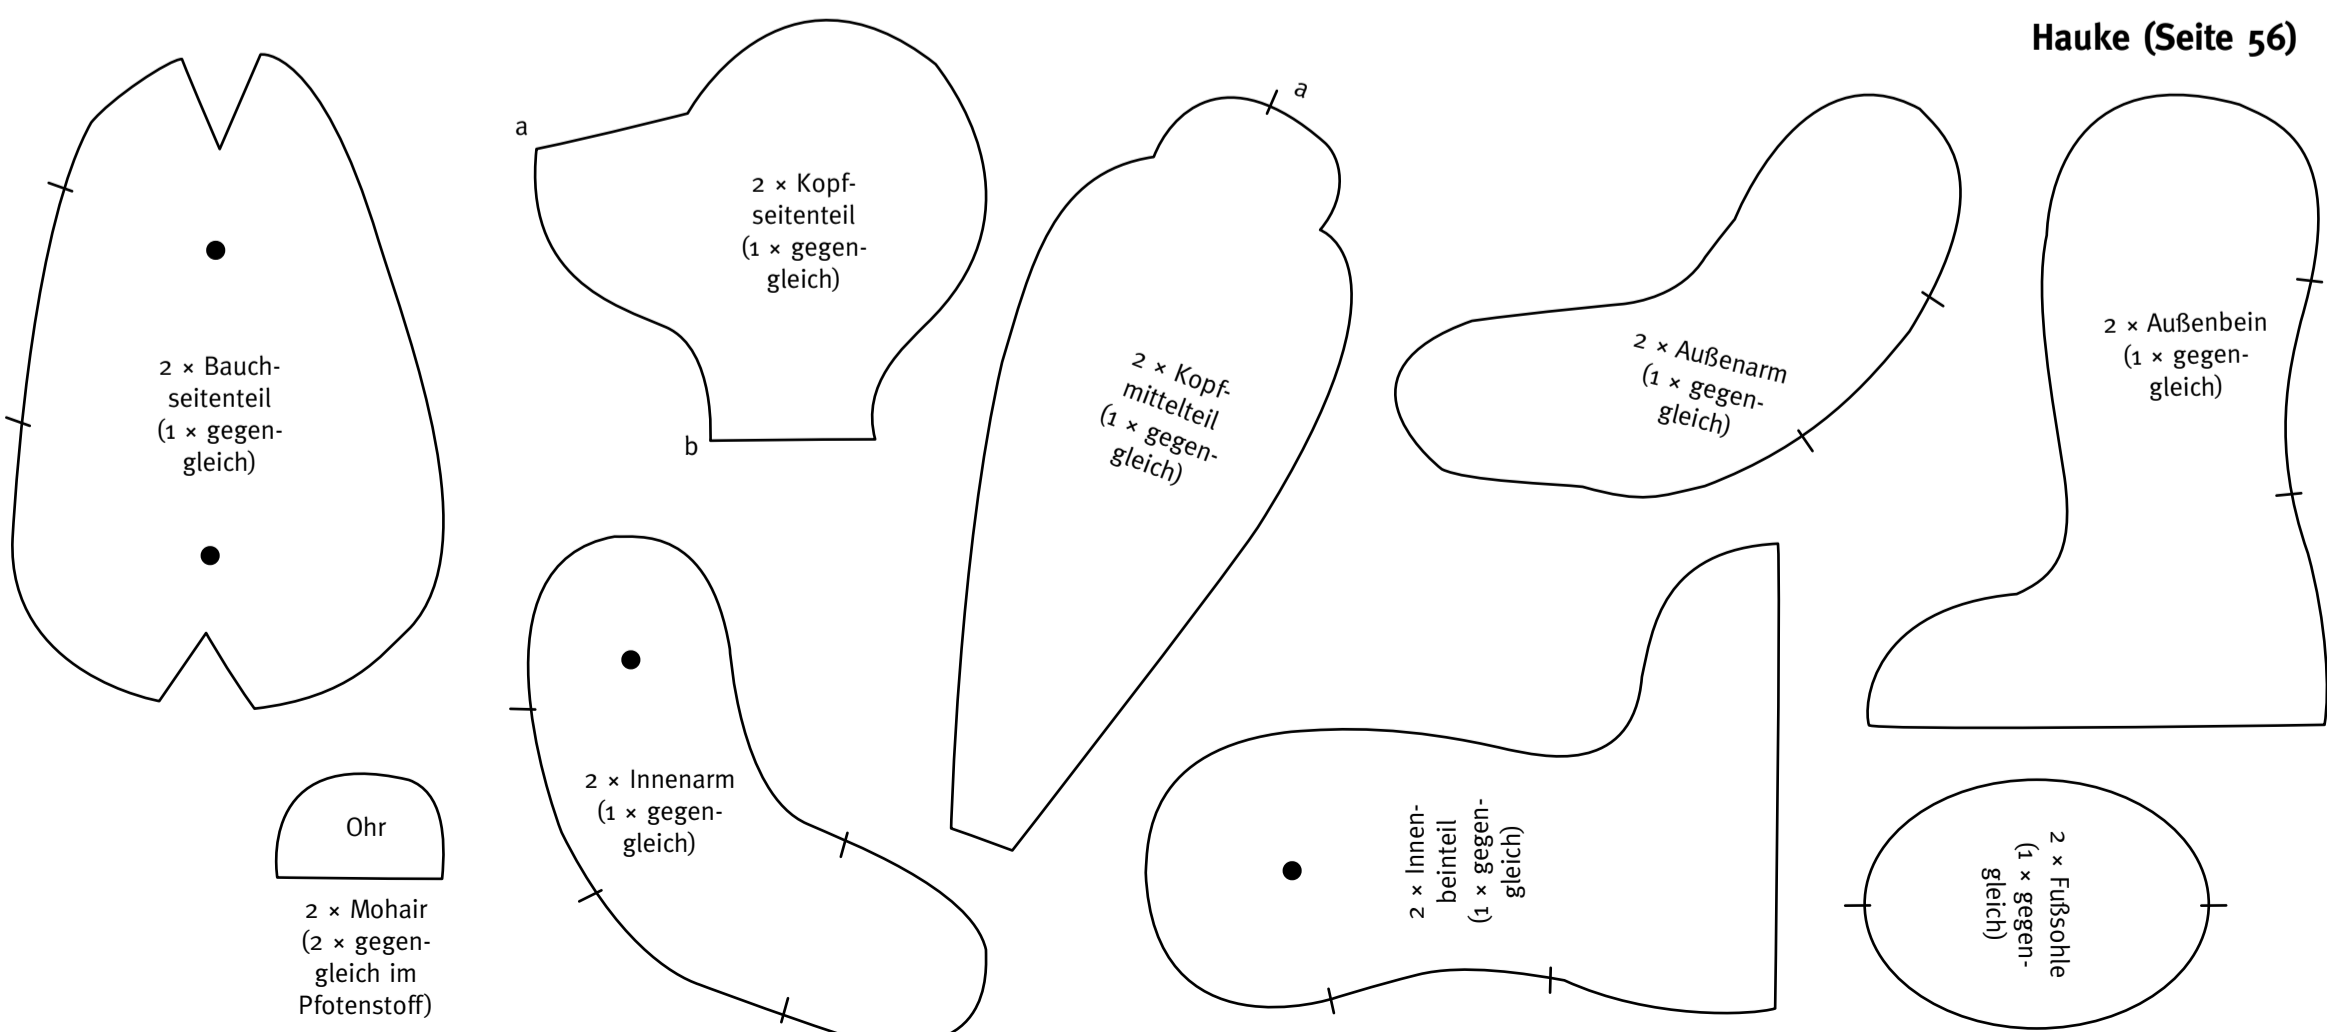 Hauke (Seite 56)
a
2 × Kopf-
seitenteil
(1 × gegen-
gleich)
b
a
2 × Kopf-
mittelteil
(1 × gegen-
gleich)
2 × Außenarm
(1 × gegen-
gleich)
2 × Außenbein
(1 × gegen-
gleich)
2 × Bauch-
seitenteil
(1 × gegen-
gleich)
2 × Innenarm
(1 × gegen-
gleich)
2 × Innen-
beinteil
(1 × gegen-
gleich)
2 × Fußsohle
(1 × gegen-
gleich)
Ohr
2 × Mohair
(2 × gegen-
gleich im
Pfotenstoff)